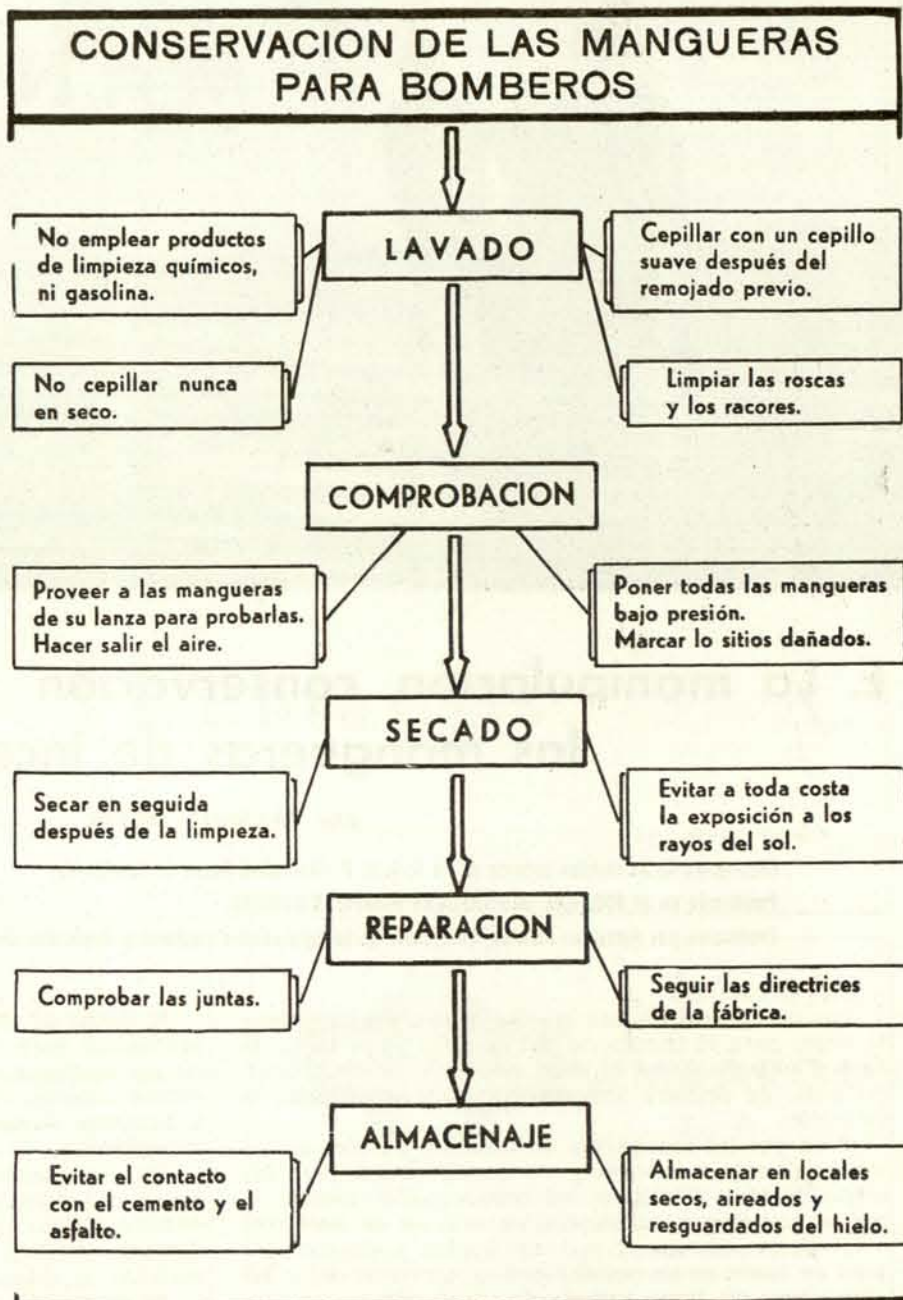 CONSERVACION DE LAS MANGUERAS
PARA BOMBEROS
LAVADO
No emplear productos
de limpieza químicos,
ni gasolina.
Cepillar con un cepillo
suave después del
remojado previo.
No cepillar nunca
en seco.
Limpiar las roscas
y los racores.
COMPROBACION
Proveer a las mangueras
de su lanza para probarlas.
Hacer salir el aire.
Poner todas las mangueras
bajo presión.
Marcar lo sitios dañados.
SECADO
Secar en seguida
después de la limpieza.
Evitar a toda costa
la exposición a los
rayos del sol.
REPARACION
Comprobar las juntas.
Seguir las directrices
de la fábrica.
ALMACENAJE
Evitar el contacto
con el cemento y el
asfalto.
Almacenar en locales
secos, aireados y
resguardados del hielo.